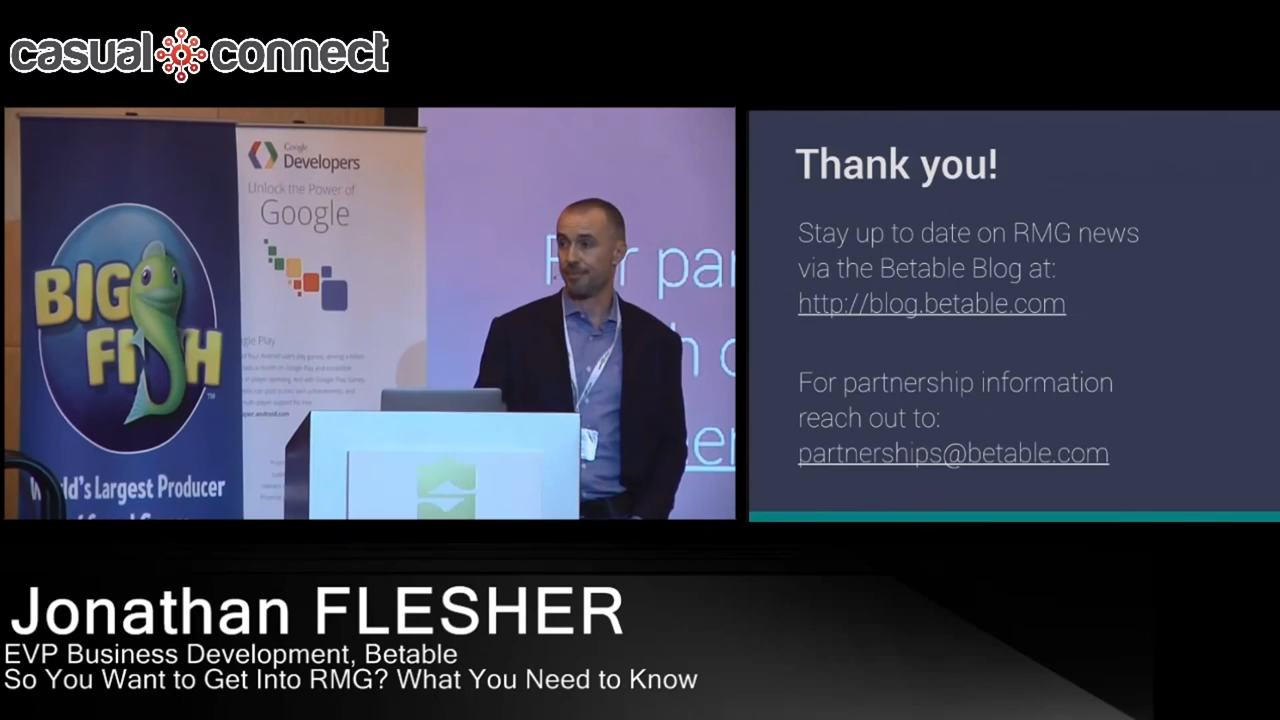 casual connect
BIG
FISH
TM
World's Largest Producer
Google
Developers
Unlock the Power of
Google
For par
Thank you!
Stay up to date on RMG news
via the Betable Blog at:
http://blog.betable.com
For partnership information
reach out to:
partnerships@betable.com
Jonathan FLESHER
EVP Business Development, Betable
So You Want to Get Into RMG? What You Need to Know